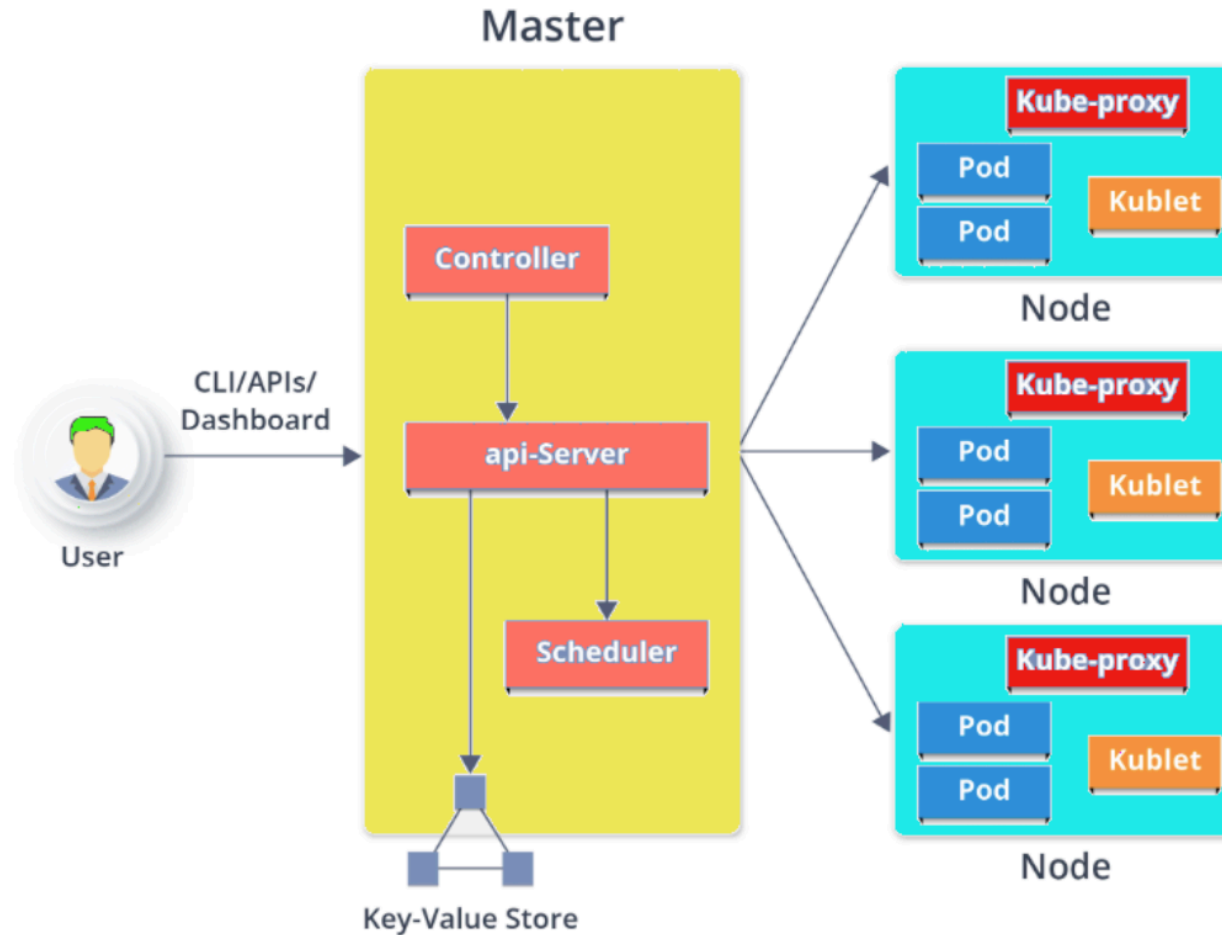 Master
Controller
api-Server
Scheduler
Key-Value Store
CLI/APIs/
Dashboard
User
Kube-proxy
Pod
Pod
Kublet
Node
Kube-proxy
Pod
Pod
Kublet
Node
Kube-proxy
Pod
Pod
Kublet
Node